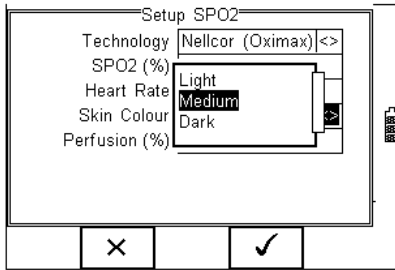 Setup SPO2
Technology Nellcor (Oximax) <>
SPO2 (%)
Heart Rate
Skin Colour <>
Perfusion (%)
Light
Medium
Dark